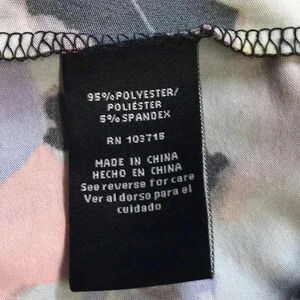 95% POLYESTER/
POLIÉSTER
5% SPANDEX
RN 103715
MADE IN CHINA
HECHO EN CHINA
See reverse for care
Ver al dorso para el
cuidado